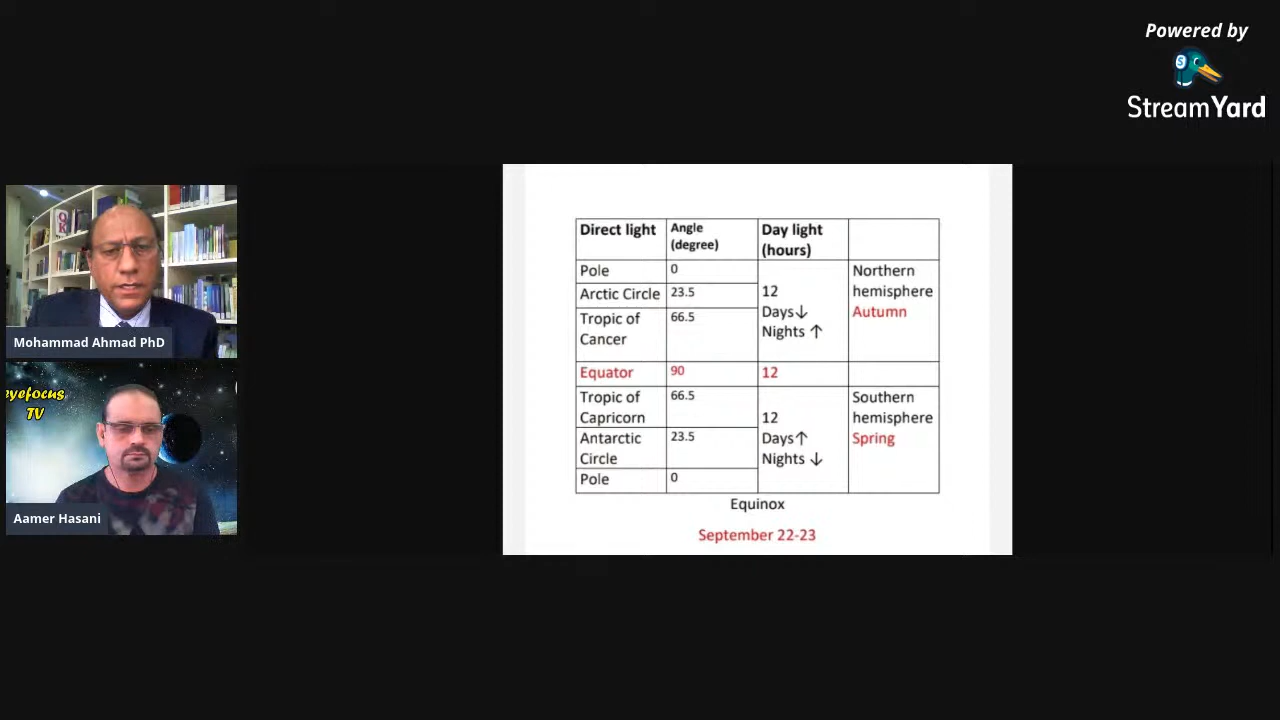 Powered by
StreamYard
Mohammad Ahmad PhD
eyefocus
TV
Aamer Hasani
Direct light
Angle
(degree)
Day light
(hours)
Pole
0
Arctic Circle
23.5
Tropic of
Cancer
66.5
12
Days↓
Nights ↑
Northern
hemisphere
Autumn
Equator
90
12
Tropic of
Capricorn
66.5
Antarctic
Circle
23.5
Pole
0
12
Days↑
Nights ↓
Southern
hemisphere
Spring
Equinox
September 22-23